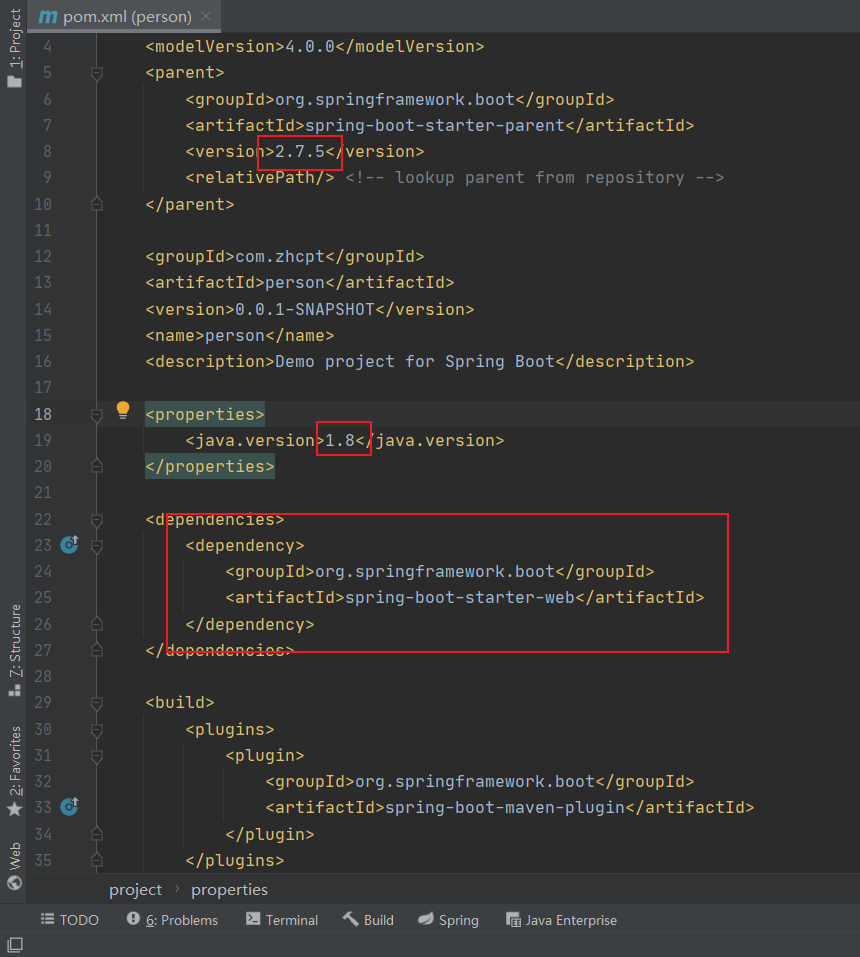 pom.xml (person)
1: Project
4 <modelVersion>4.0.0</modelVersion>
5 <parent>
6 <groupId>org.springframework.boot</groupId>
7 <artifactId>spring-boot-starter-parent</artifactId>
8 <version>2.7.5</version>
9 <relativePath/> <!-- lookup parent from repository -->
10 </parent>
11
12 <groupId>com.zhcpt</groupId>
13 <artifactId>person</artifactId>
14 <version>0.0.1-SNAPSHOT</version>
15 <name>person</name>
16 <description>Demo project for Spring Boot</description>
17
18 <properties>
19 <java.version>1.8</java.version>
20 </properties>
21
22 <dependencies>
23 <dependency>
24 <groupId>org.springframework.boot</groupId>
25 <artifactId>spring-boot-starter-web</artifactId>
26 </dependency>
27 </dependencies>
28
29 <build>
30 <plugins>
31 <plugin>
32 <groupId>org.springframework.boot</groupId>
33 <artifactId>spring-boot-maven-plugin</artifactId>
34 </plugin>
35 </plugins>
7: Structure
2: Favorites
Web
project › properties
TODO 6: Problems Terminal Build Spring Java Enterprise